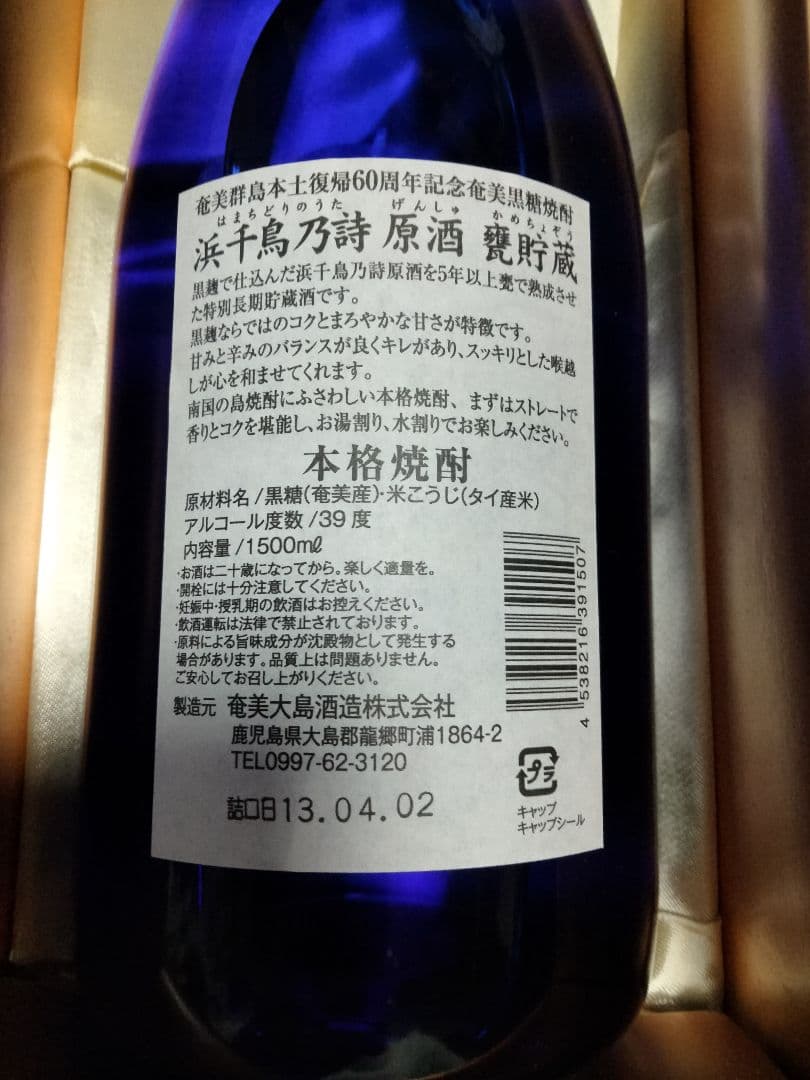 奄美群島本土復帰60周年記念奄美黒糖焼酎
はまちどりのうた げんしゅ かめちょぞう
浜千鳥乃詩 原酒 甕貯蔵
黒麹で仕込んだ浜千鳥乃詩原酒を5年以上甕で熟成させ
た特別長期貯蔵酒です。
黒麹ならではのコクとまろやかな甘さが特徴です。
甘みと辛みのバランスが良くキレがあり、スッキリとした喉越
しが心を和ませてくれます。
南国の島焼酎にふさわしい本格焼酎、まずはストレートで
香りとコクを堪能し、お湯割り、水割りでお楽しみください。
本格焼酎
原材料名/黒糖(奄美産)・米こうじ(タイ産米)
アルコール度数/39度
内容量/1500mℓ
・お酒は二十歳になってから。楽しく適量を。
・開栓には十分注意してください。
・妊娠中・授乳期の飲酒はお控えください。
・飲酒運転は法律で禁止されております。
・原料による旨味成分が沈殿物として発生する
場合があります。品質上は問題ありません。
ご安心してお召し上がりください。
製造元 奄美大島酒造株式会社
鹿児島県大島郡龍郷町浦1864-2
TEL0997-62-3120
詰口日13.04.02
4 538216 391507
プラ
キャップ
キャップシール